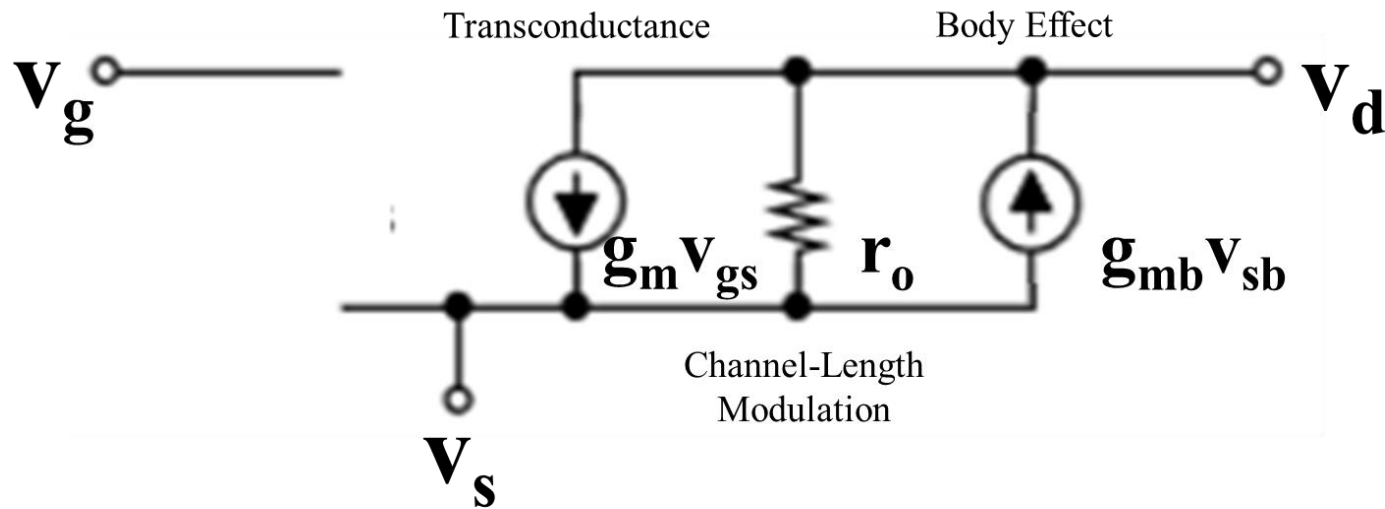 Transconductance
Body Effect
vg
vd
gmvgs
ro
gmbvsb
Channel-Length
Modulation
vs